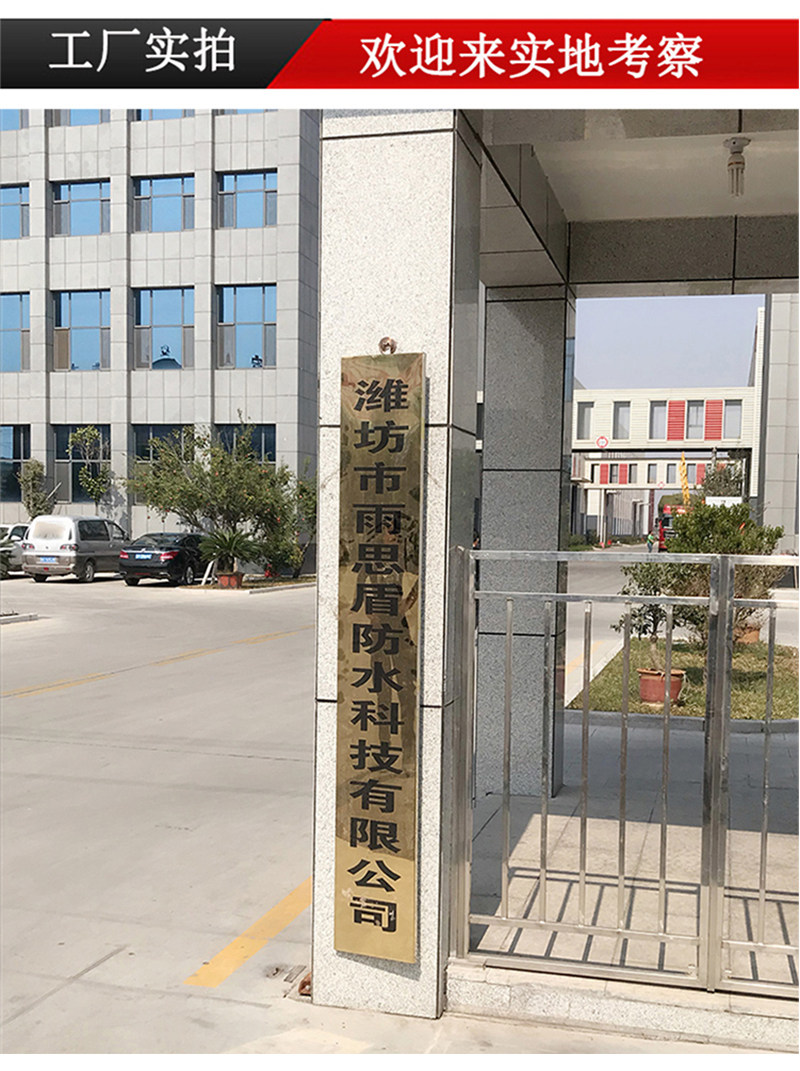 工厂实拍
欢迎来实地考察
潍坊市雨思盾防水科技有限公司